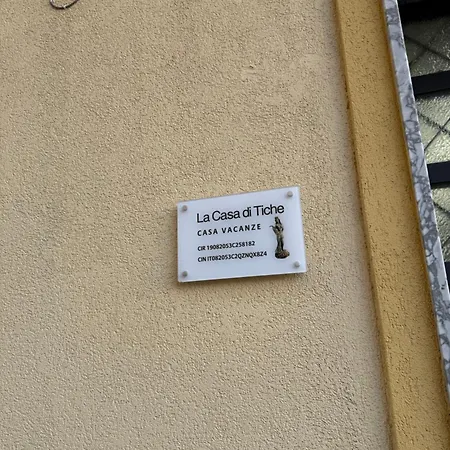 La Casa di Tiche
CASA VACANZE
CIR 19082053C258182
CIN IT082053C2QZNQXBZ4